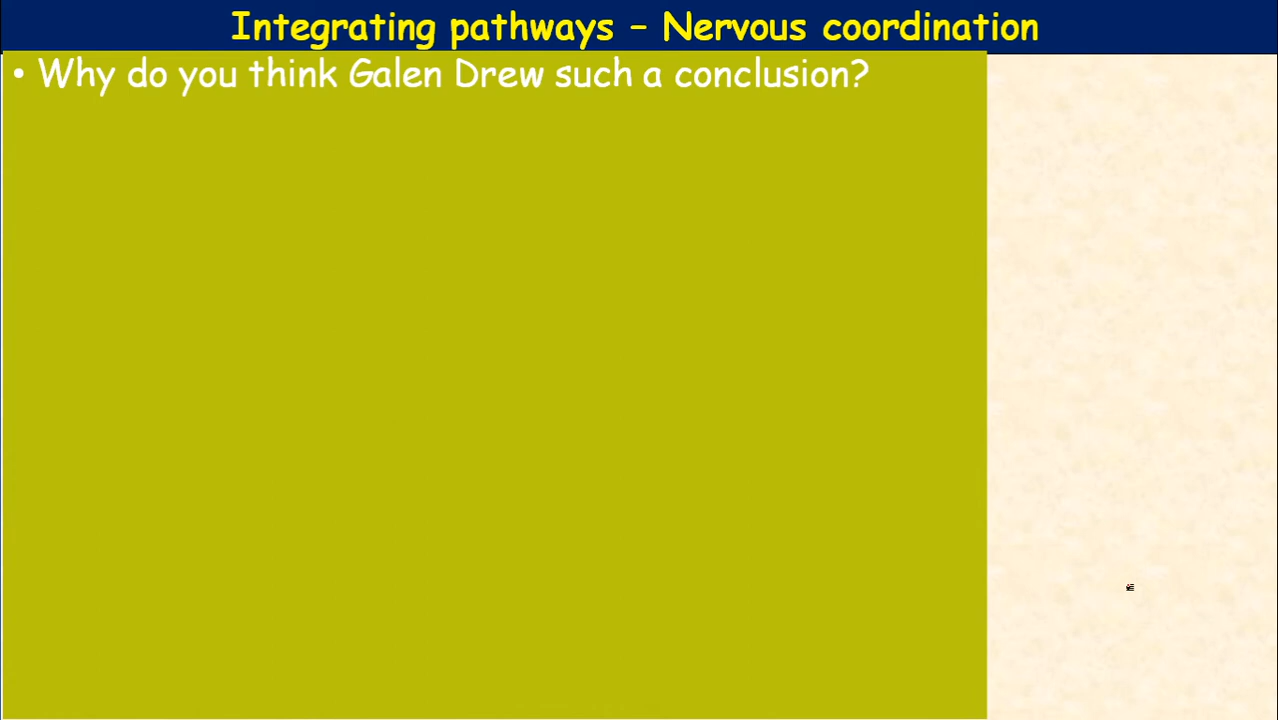 Integrating pathways – Nervous coordination
• Why do you think Galen Drew such a conclusion?